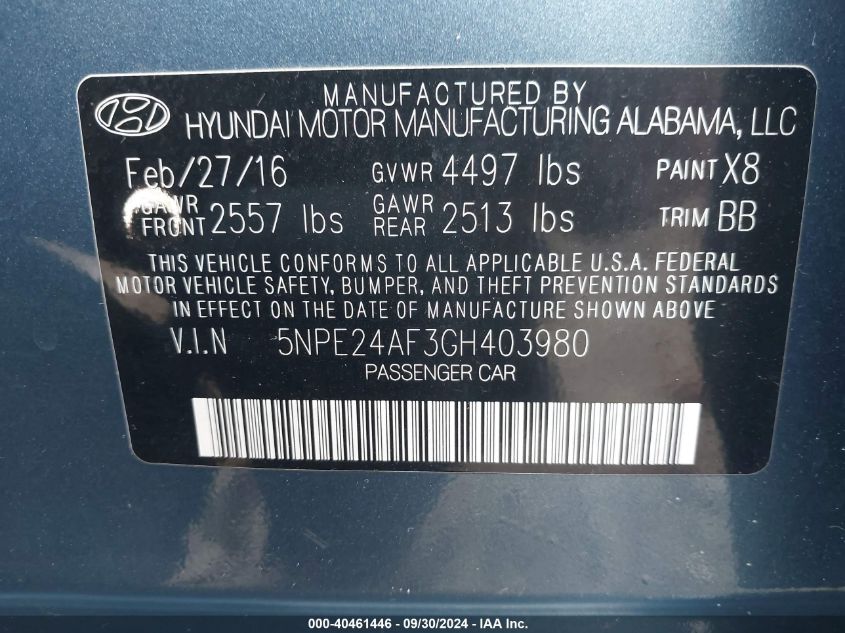 MANUFACTURED BY
HYUNDAI MOTOR MANUFACTURING ALABAMA, LLC
Feb/27/16 GVWR 4497 lbs PAINT X8
GAWR FRONT 2557 lbs GAWR REAR 2513 lbs TRIM BB
THIS VEHICLE CONFORMS TO ALL APPLICABLE U.S.A. FEDERAL
MOTOR VEHICLE SAFETY, BUMPER, AND THEFT PREVENTION STANDARDS
IN EFFECT ON THE DATE OF MANUFACTURE SHOWN ABOVE
V.I.N 5NPE24AF3GH403980
PASSENGER CAR
000-40461446 - 09/30/2024 - IAA Inc.